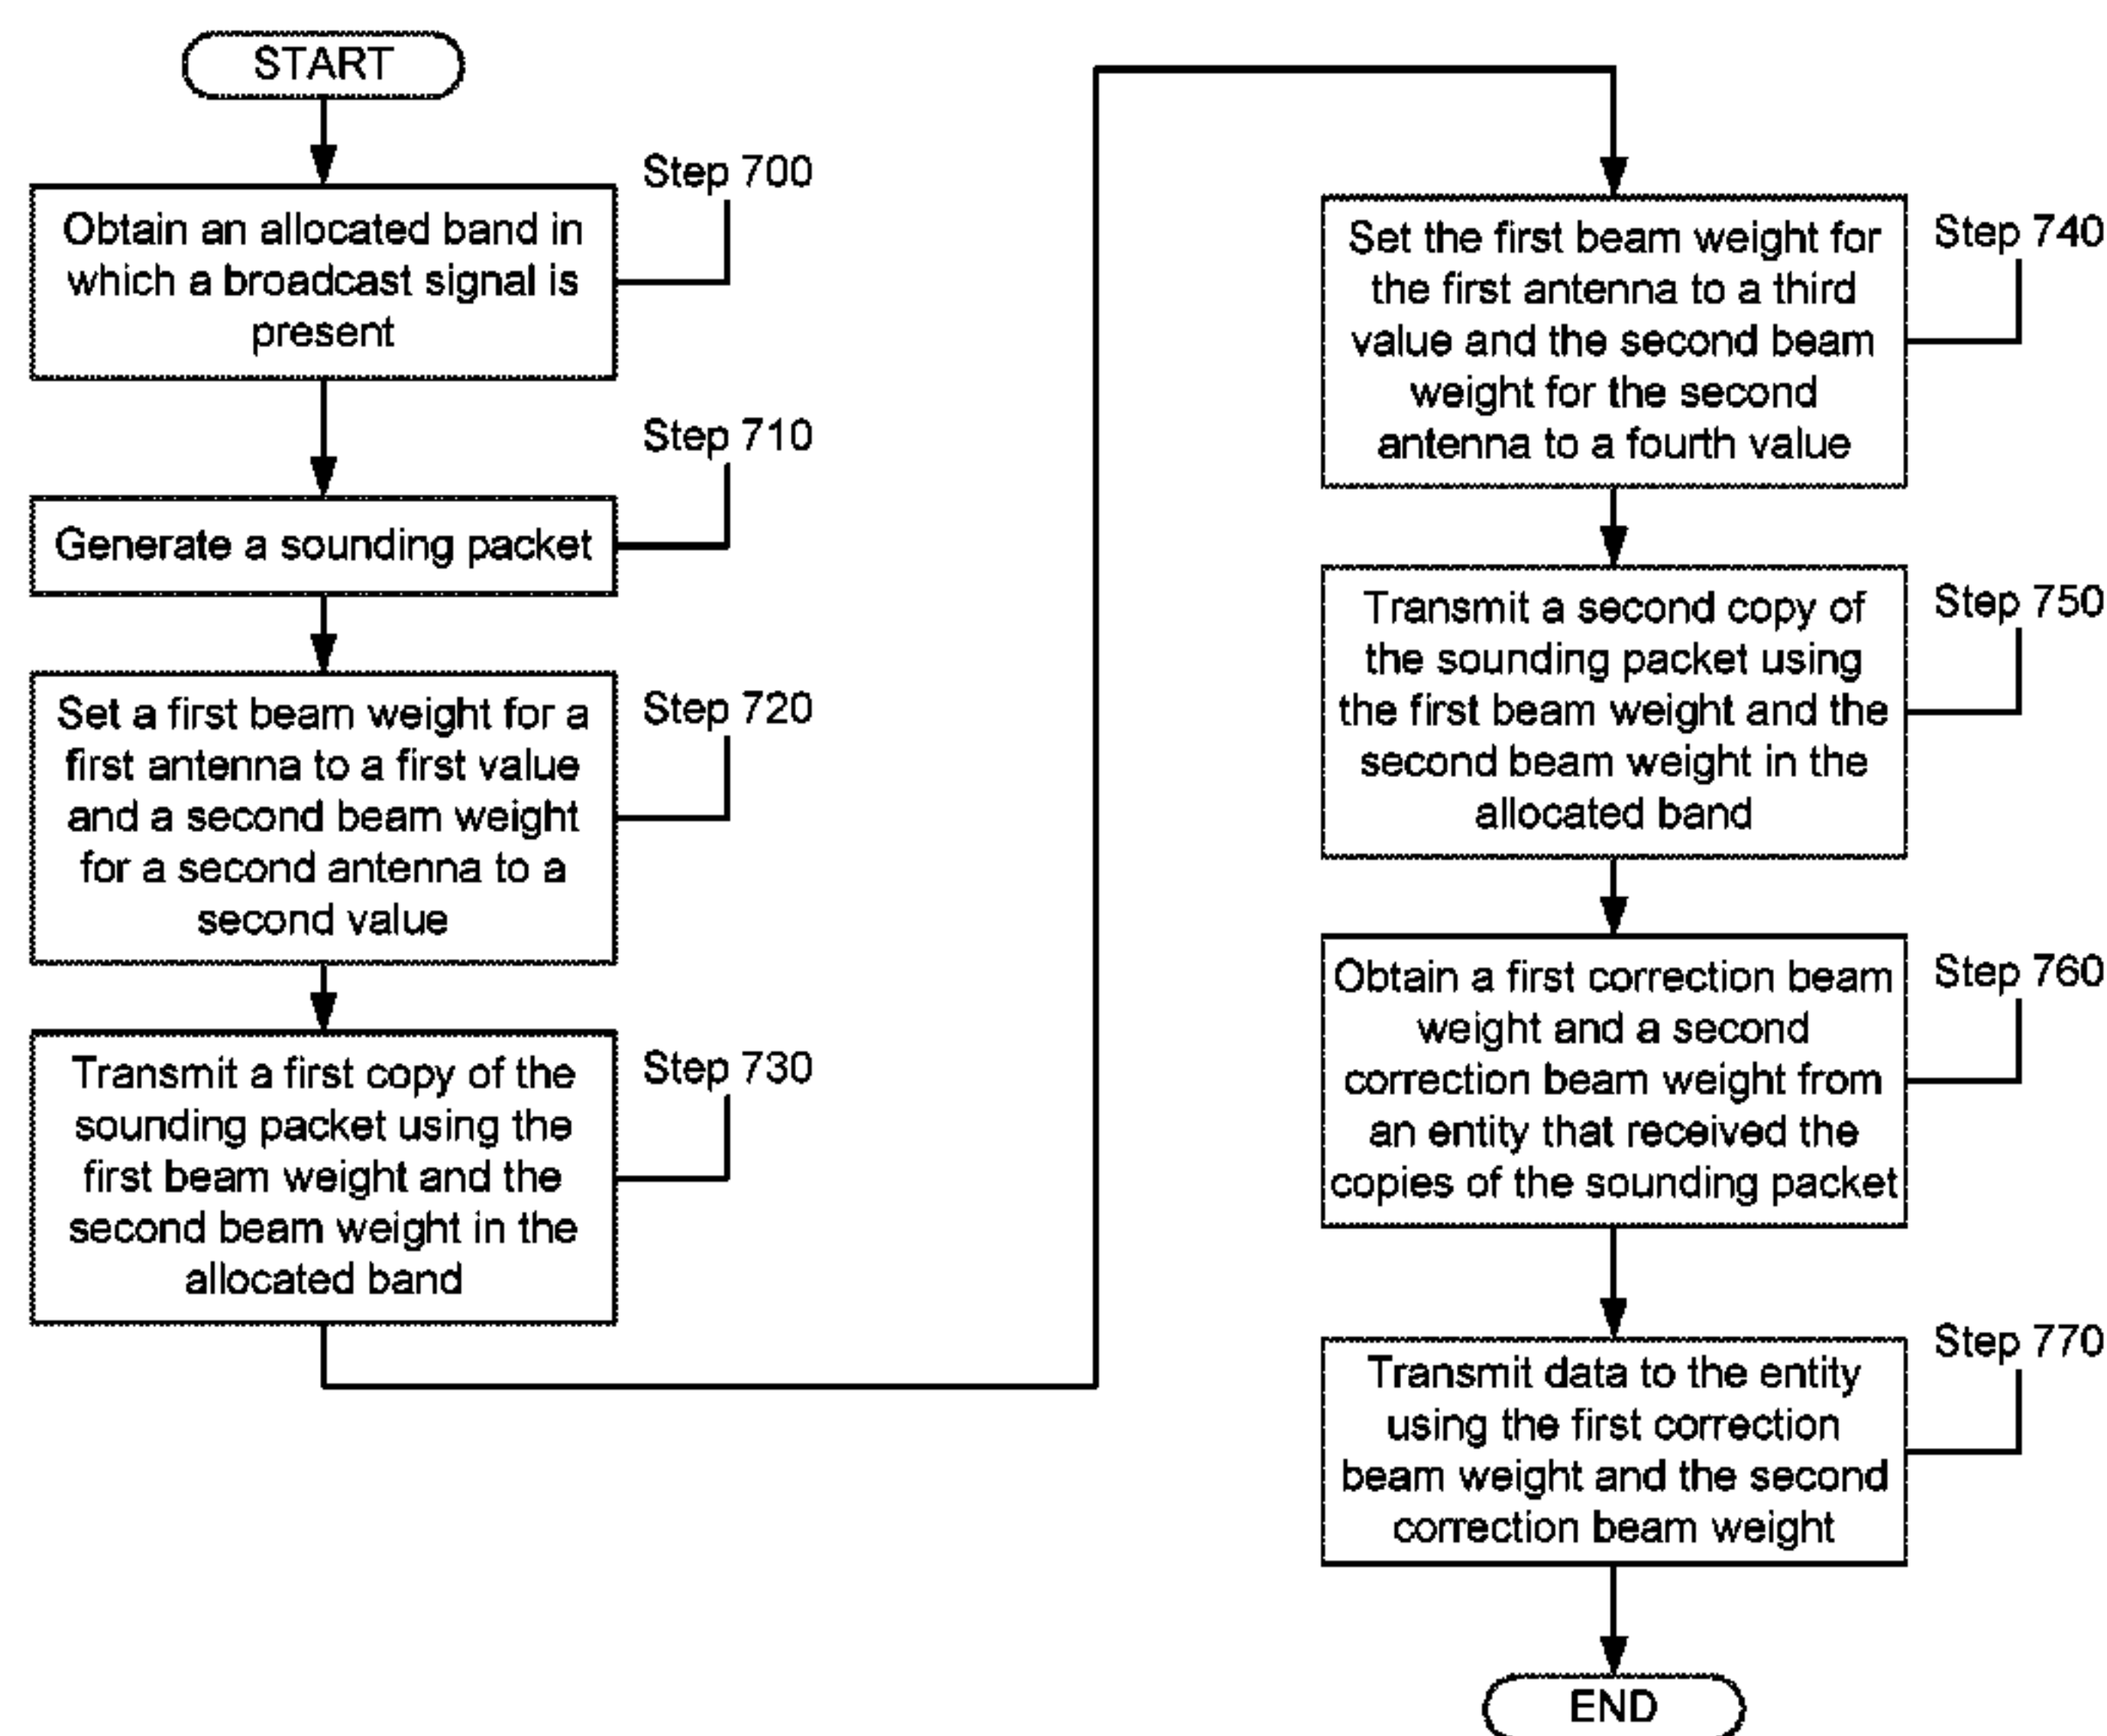 START
Step 700
Obtain an allocated band in
which a broadcast signal is
present
Step 710
Generate a sounding packet
Step 720
Set a first beam weight for a
first antenna to a first value
and a second beam weight
for a second antenna to a
second value
Step 730
Transmit a first copy of the
sounding packet using the
first beam weight and the
second beam weight in the
allocated band
Step 740
Set the first beam weight for
the first antenna to a third
value and the second beam
weight for the second
antenna to a fourth value
Step 750
Transmit a second copy of
the sounding packet using
the first beam weight and the
second beam weight in the
allocated band
Step 760
Obtain a first correction beam
weight and a second
correction beam weight from
an entity that received the
copies of the sounding packet
Step 770
Transmit data to the entity
using the first correction
beam weight and the second
correction beam weight
END